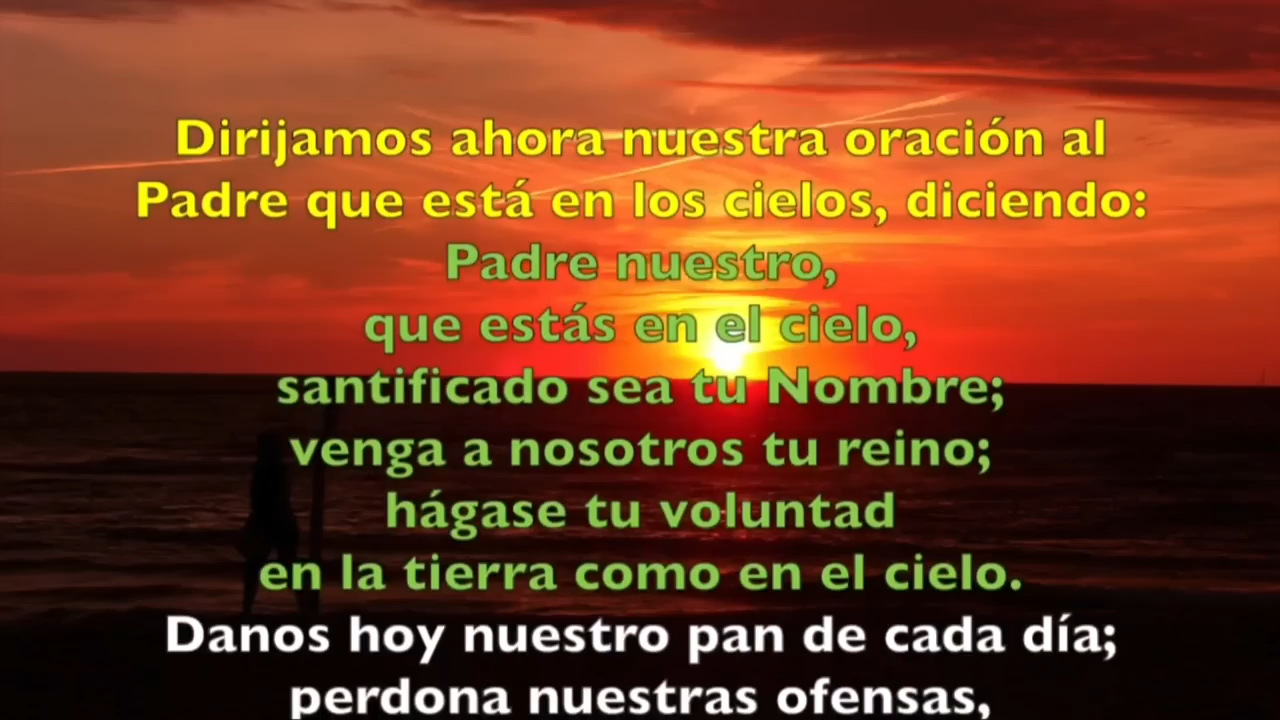 Dirijamos ahora nuestra oración al
Padre que está en los cielos, diciendo:
Padre nuestro,
que estás en el cielo,
santificado sea tu Nombre;
venga a nosotros tu reino;
hágase tu voluntad
en la tierra como en el cielo.
Danos hoy nuestro pan de cada día;
perdona nuestras ofensas,